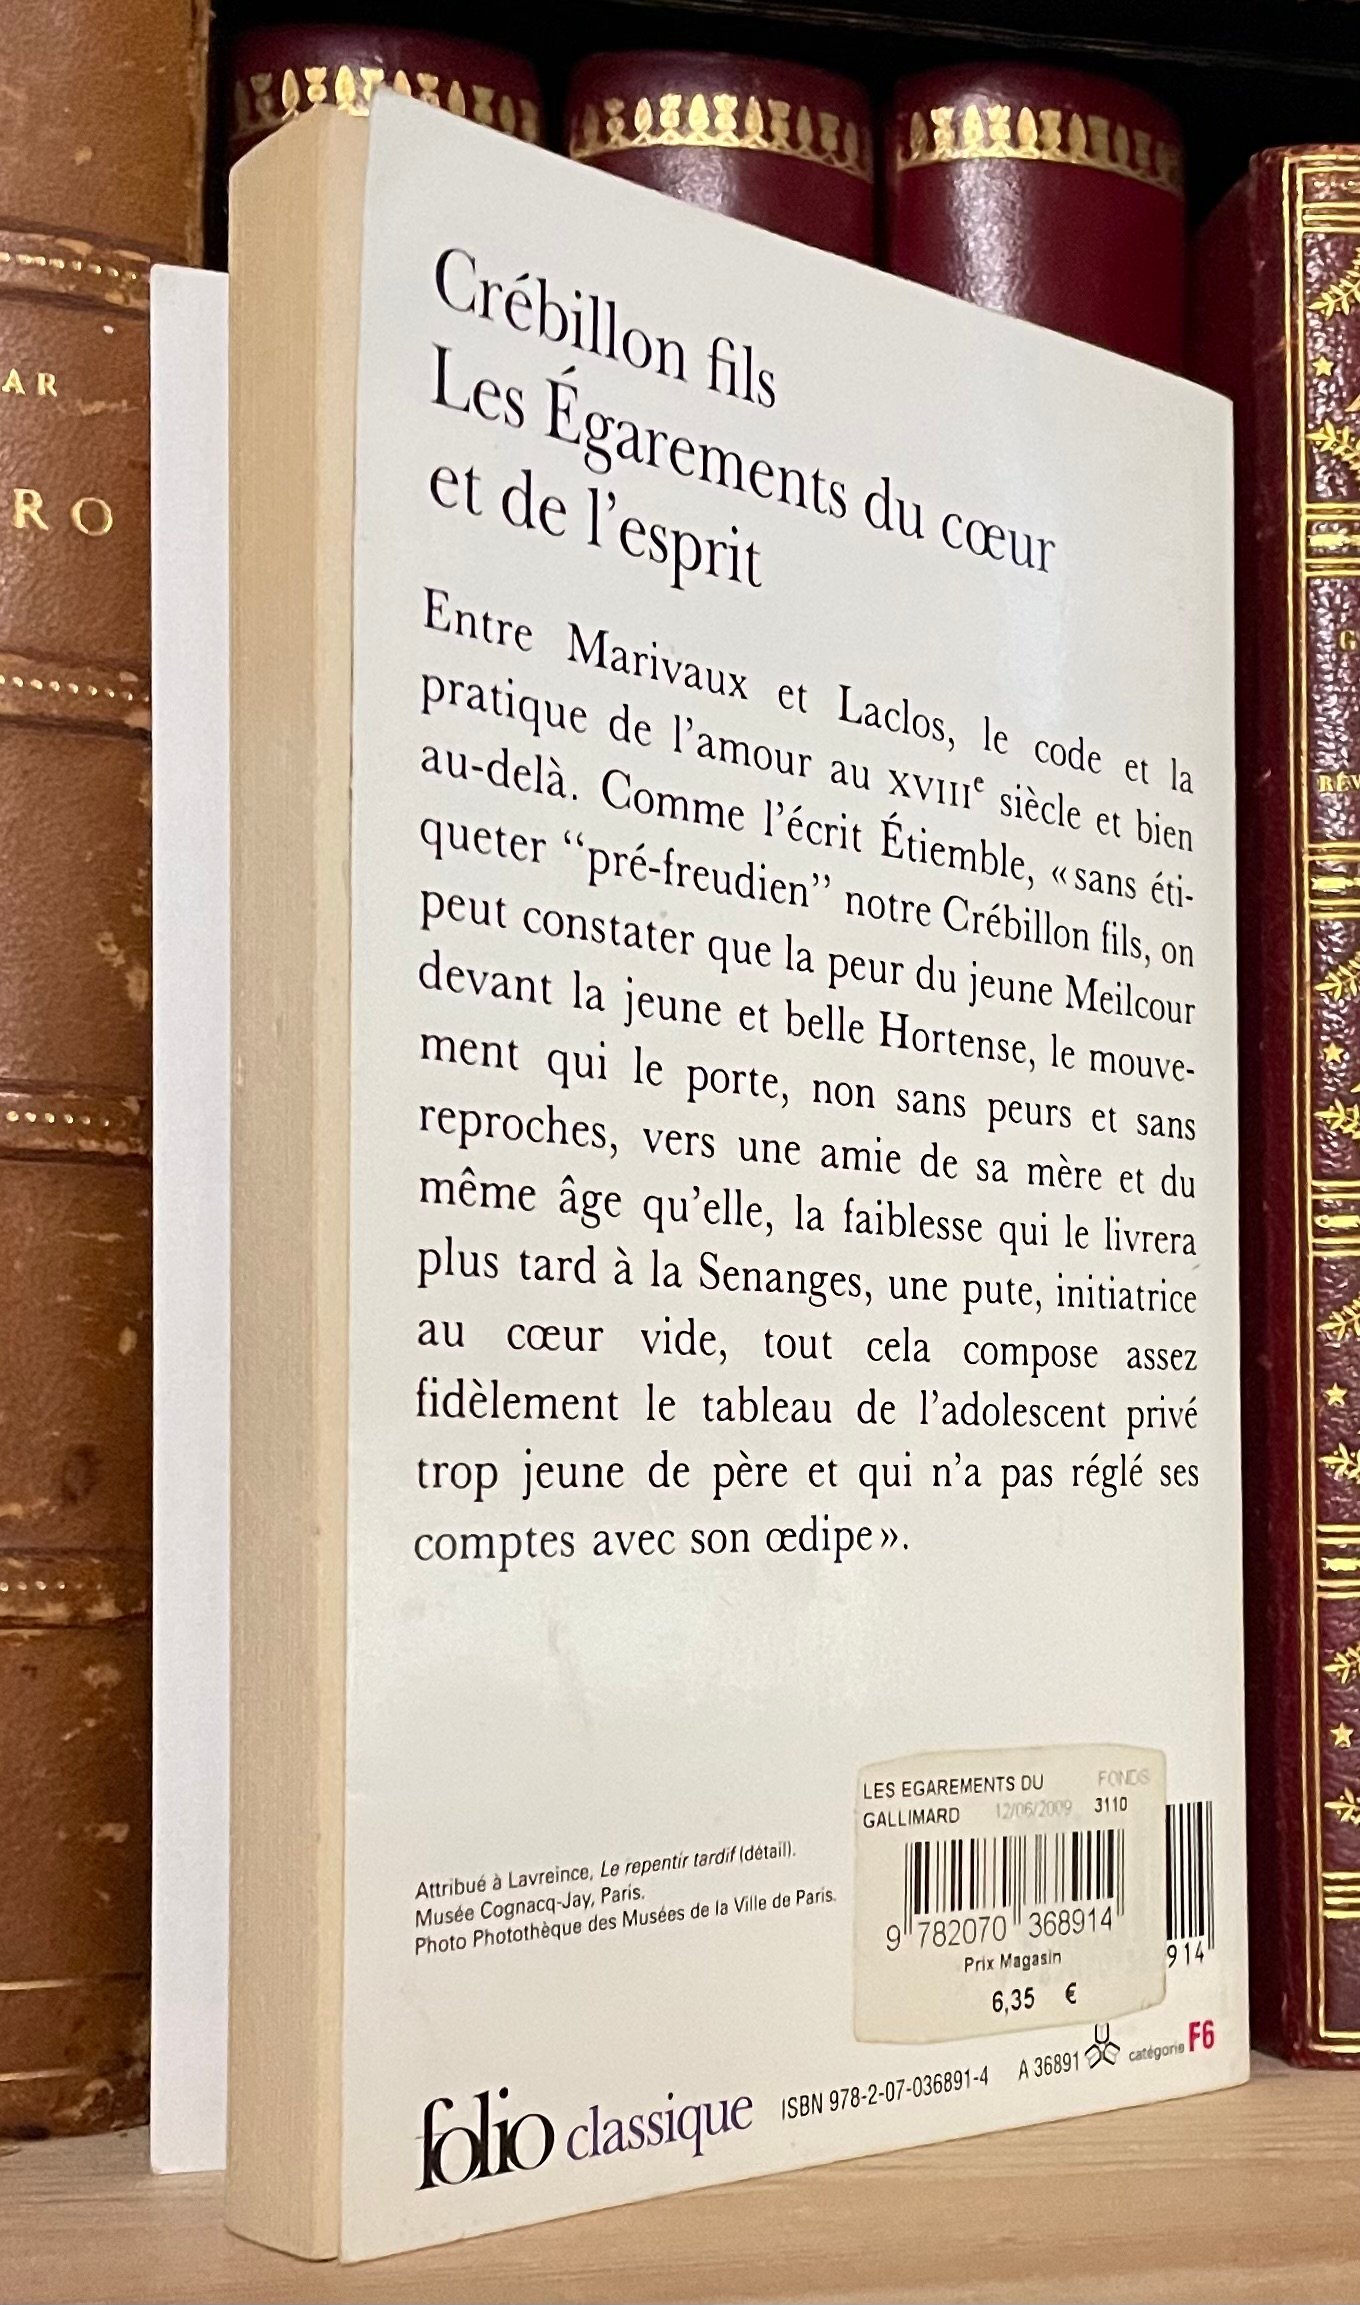 AR
RO
Crébillon fils
Les Égarements du cœur
et de l'esprit
Entre Marivaux et Laclos, le code et la
pratique de l'amour au XVIIIe siècle et bien
au-delà. Comme l'écrit Étiemble, « sans éti-
queter “pré-freudien” notre Crébillon fils, on
peut constater que la peur du jeune Meilcour
devant la jeune et belle Hortense, le mouve-
ment qui le porte, non sans peurs et sans
reproches, vers une amie de sa mère et du
même âge qu'elle, la faiblesse qui le livrera
plus tard à la Senanges, une pute, initiatrice
au cœur vide, tout cela compose assez
fidèlement le tableau de l'adolescent privé
trop jeune de père et qui n'a pas réglé ses
comptes avec son œdipe ».
LES EGAREMENTS DU FONDS
GALLIMARD 12/06/2009 3110
9 782070 368914
914
Prix Magasin
6,35 €
Attribué à Lavreince, Le repentir tardif (détail).
Musée Cognacq-Jay, Paris.
Photo Photothèque des Musées de la Ville de Paris.
folio classique ISBN 978-2-07-036891-4 A 36891 catégorie F6